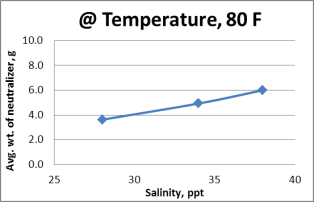 @ Temperature, 80 F
Avg. wt. of neutralizer, g
10.0
8.0
6.0
4.0
2.0
0.0
25 30 35 40
Salinity, ppt